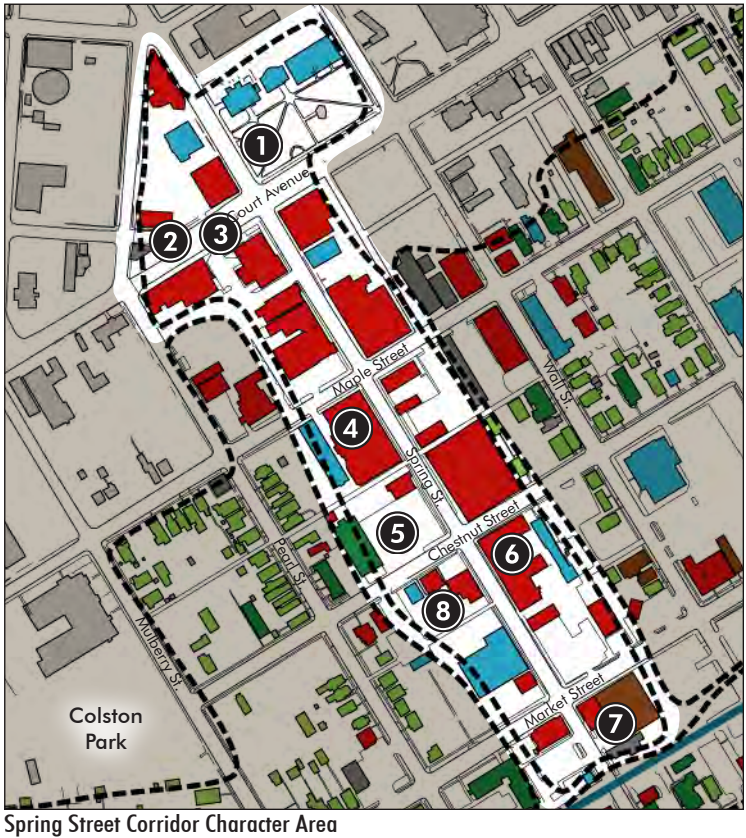 1
Court Avenue
2
3
Wall St.
Maple Street
4
Spring St.
5
Chestnut Street
6
Pearl St.
8
Mulberry St.
Market Street
Colston
Park
7
Spring Street Corridor Character Area